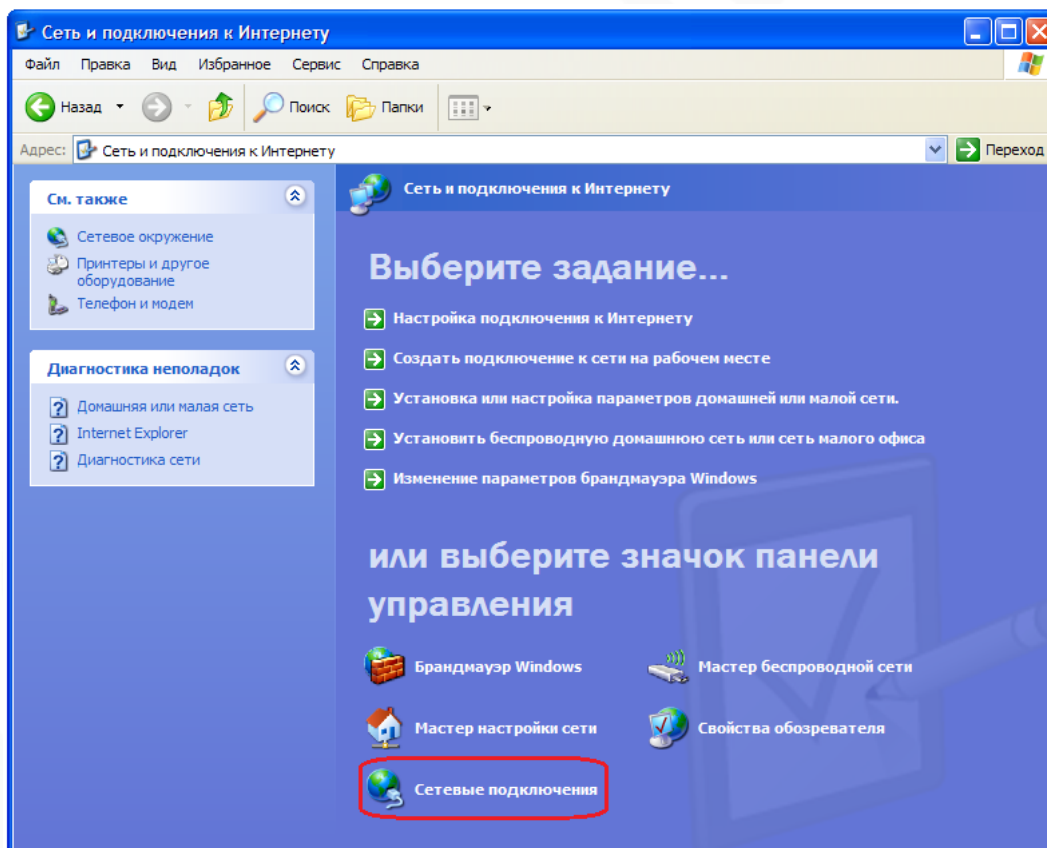 Сеть и подключения к Интернету
Файл Правка Вид Избранное Сервис Справка
Назад Поиск Папки
Адрес: Сеть и подключения к Интернету Переход
См. также
Сетевое окружение
Принтеры и другое
оборудование
Телефон и модем
Диагностика неполадок
Домашняя или малая сеть
Internet Explorer
Диагностика сети
Сеть и подключения к Интернету
Выберите задание...
Настройка подключения к Интернету
Создать подключение к сети на рабочем месте
Установка или настройка параметров домашней или малой сети.
Установить беспроводную домашнюю сеть или сеть малого офиса
Изменение параметров брандмауэра Windows
или выберите значок панели
управления
Брандмауэр Windows Мастер беспроводной сети
Мастер настройки сети Свойства обозревателя
Сетевые подключения